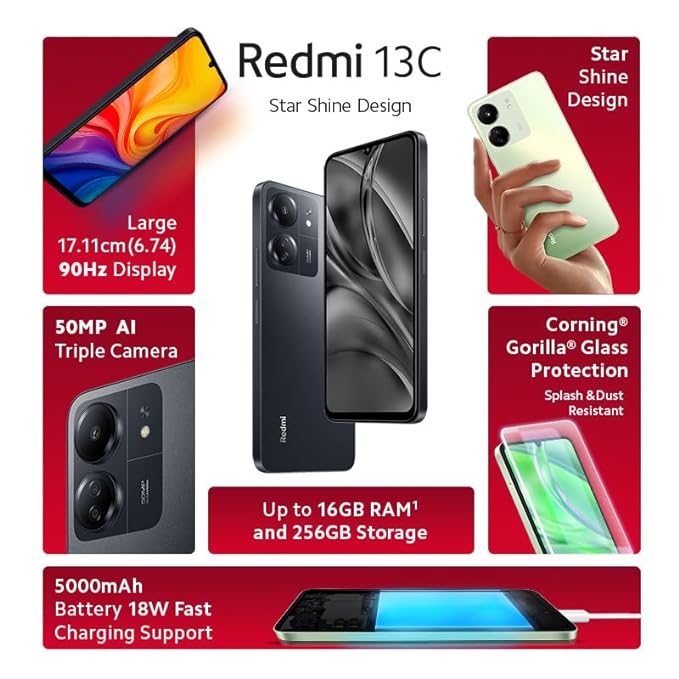 Redmi 13C
Star Shine Design
Large
17.11cm(6.74)
90Hz Display
Star
Shine
Design
50MP AI
Triple Camera
Corning®
Gorilla® Glass
Protection
Splash &Dust
Resistant
Redmi
50MP
Up to 16GB RAM¹
and 256GB Storage
5000mAh
Battery 18W Fast
Charging Support